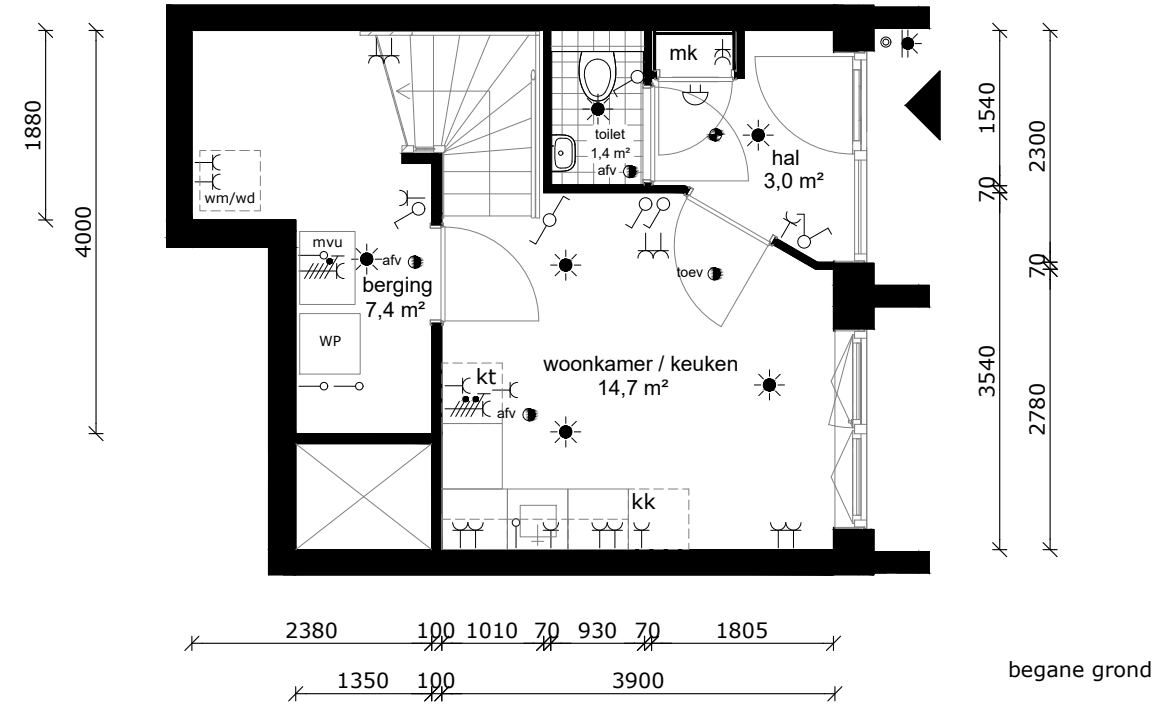 mk
toilet
1,4 m²
afv
hal
3,0 m²
wm/wd
mvu
afv
berging
7,4 m²
WP
toev
woonkamer / keuken
14,7 m²
kt
afv
kk
1880
4000
1540
70
3540
2300
70
2780
2380 100 1010 70 930 70 1805
1350 100 3900
begane grond